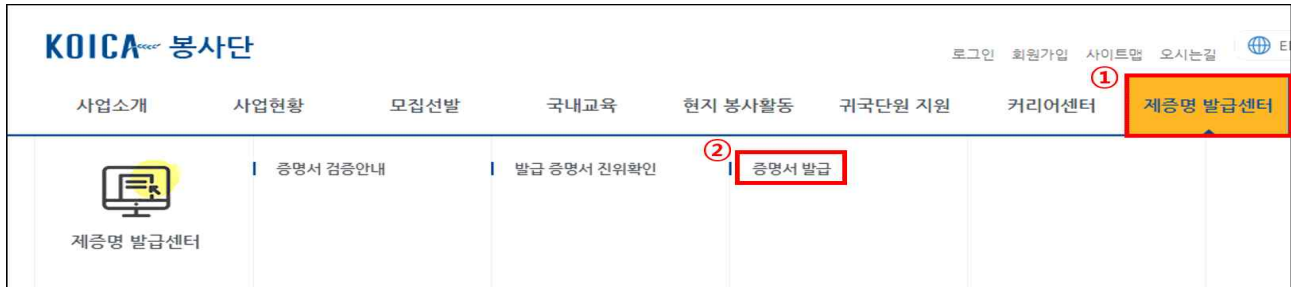 KOICA 봉사단
로그인 회원가입 사이트맵 오시는길
①
사업소개 사업현황 모집선발 국내교육 현지 봉사활동 귀국단원 지원 커리어센터 제증명 발급센터
②
증명서 검증안내 발급 증명서 진위확인 증명서 발급
제증명 발급센터